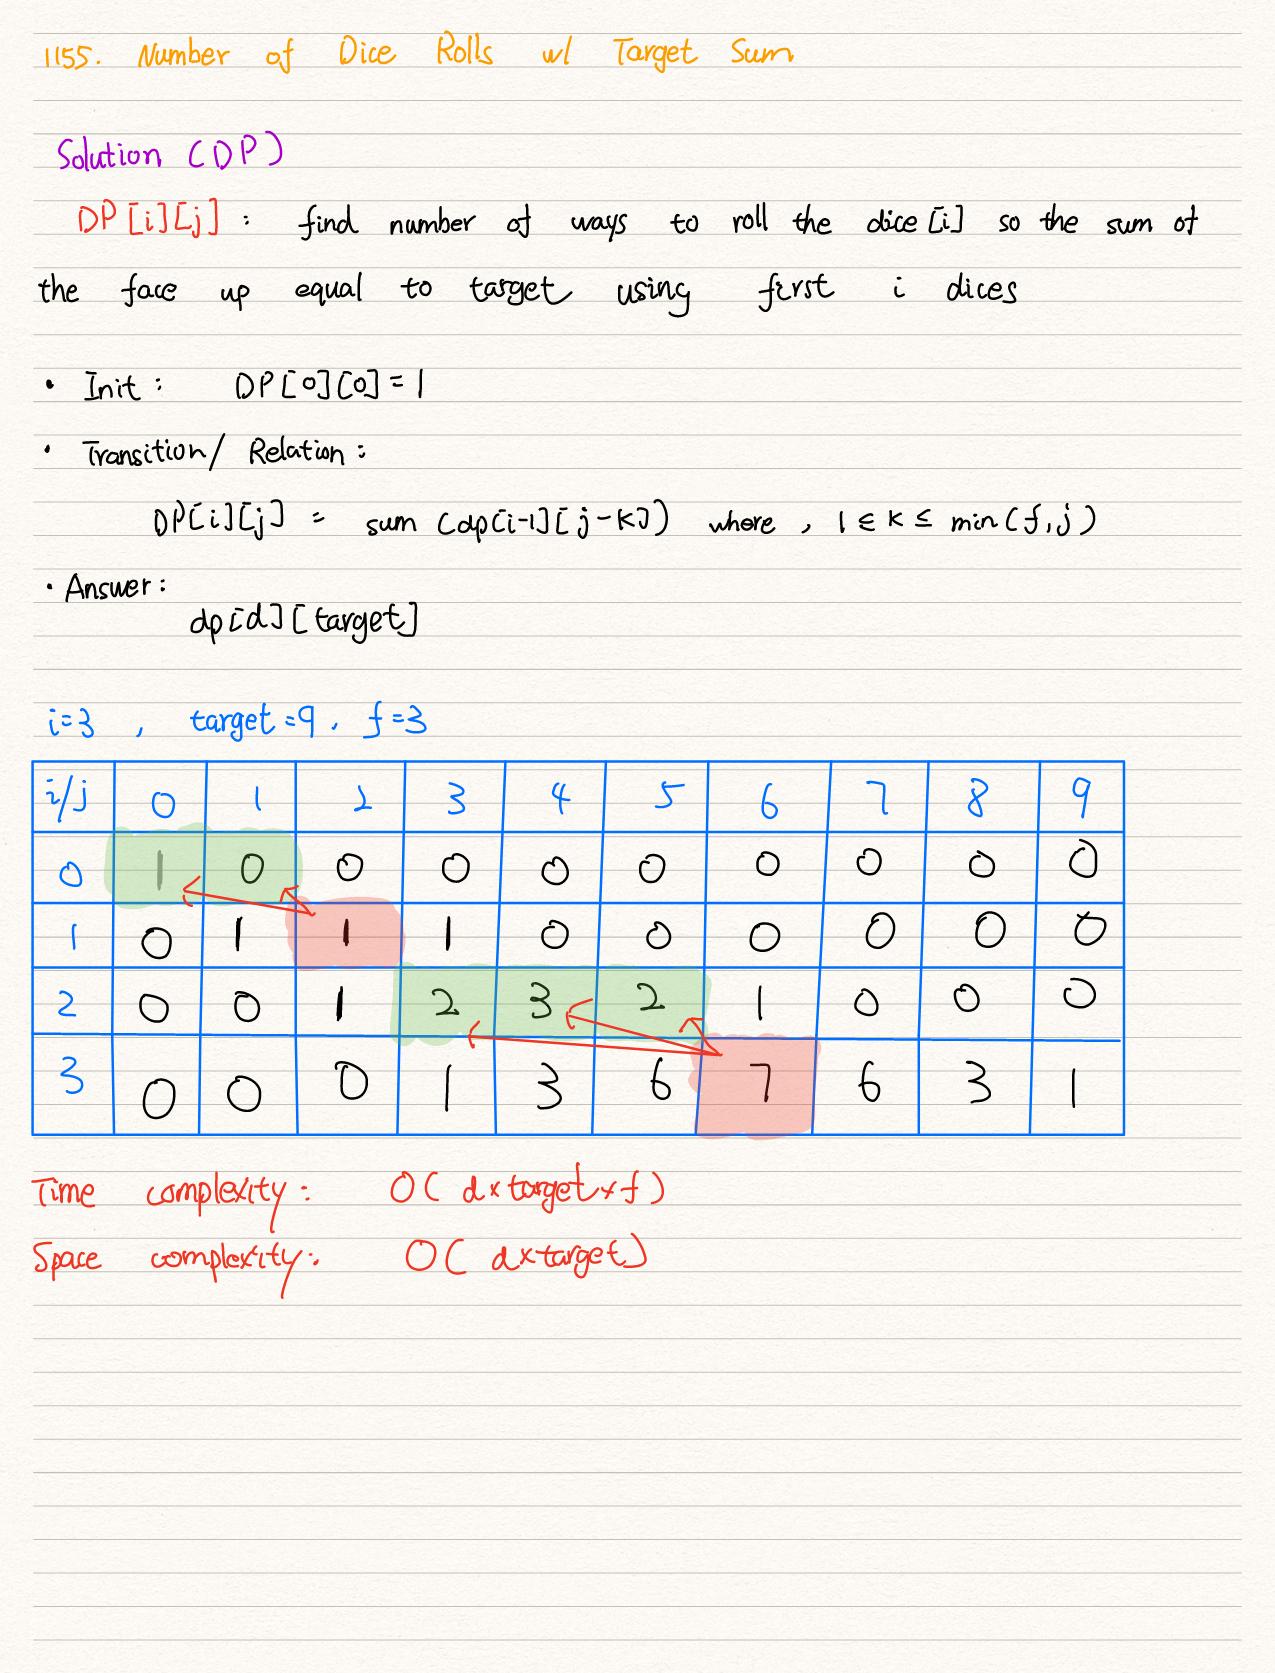 1155. Number of Dice Rolls w/ Target Sum
Solution (DP)
DP[i][j] : find number of ways to roll the dice[i] so the sum of
the face up equal to target using first i dices
• Init : DP[0][0] = 1
• Transition/ Relation :
DP[i][j] = sum (dp[i-1][j-k]) where , 1 ∈ k ≤ min(f,j)
• Answer :
dp[d][target]
i=3 , target=9 , f=3
i/j 0 1 2 3 4 5 6 7 8 9
0 1 0 0 0 0 0 0 0 0 0
1 0 1 1 1 0 0 0 0 0 0
2 0 0 1 2 3 2 1 0 0 0
3 0 0 0 1 3 6 7 6 3 1
Time complexity : O( d×target×f )
Space complexity : O( d×target)